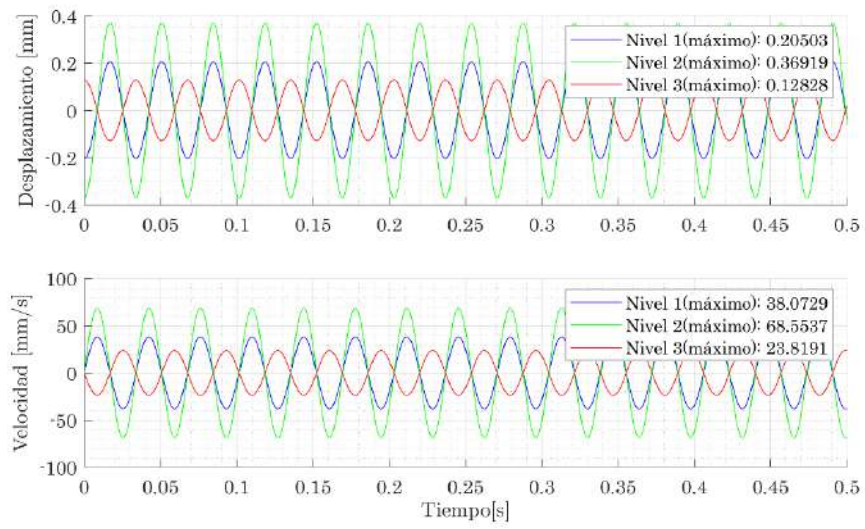 Desplazamiento [mm]
0.4
0.2
0
-0.2
-0.4
Nivel 1(máximo): 0.20503
Nivel 2(máximo): 0.36919
Nivel 3(máximo): 0.12828
0 0.05 0.1 0.15 0.2 0.25 0.3 0.35 0.4 0.45 0.5
Velocidad [mm/s]
100
50
0
-50
-100
Nivel 1(máximo): 38.0729
Nivel 2(máximo): 68.5537
Nivel 3(máximo): 23.8191
0 0.05 0.1 0.15 0.2 0.25 0.3 0.35 0.4 0.45 0.5
Tiempo[s]